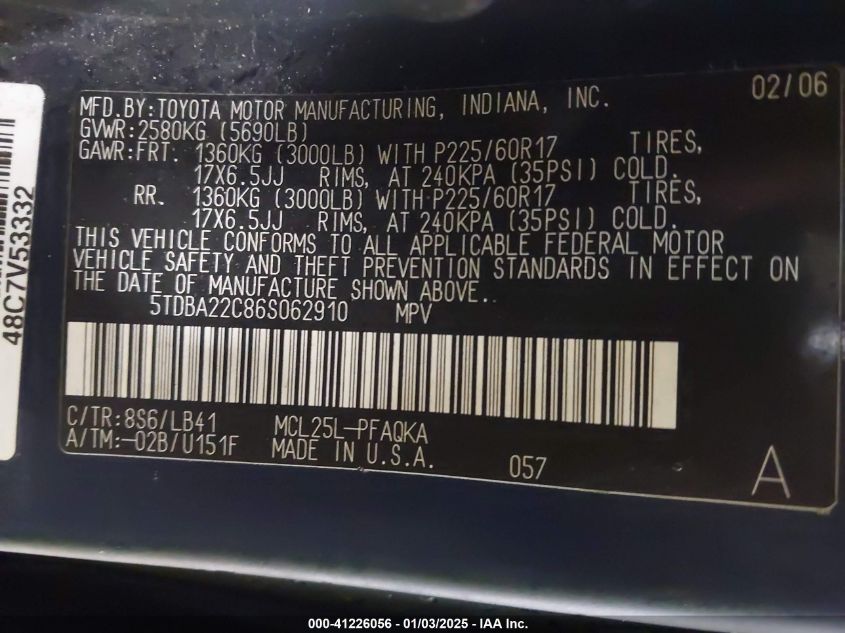 48C7V53332
02/06
MFD.BY:TOYOTA MOTOR MANUFACTURING, INDIANA, INC.
GVWR:2580KG (5690LB)
GAWR:FRT. 1360KG (3000LB) WITH P225/60R17 TIRES,
17X6.5JJ RIMS, AT 240KPA (35PSI) COLD.
RR. 1360KG (3000LB) WITH P225/60R17 TIRES,
17X6.5JJ RIMS, AT 240KPA (35PSI) COLD.
THIS VEHICLE CONFORMS TO ALL APPLICABLE FEDERAL MOTOR
VEHICLE SAFETY AND THEFT PREVENTION STANDARDS IN EFFECT ON
THE DATE OF MANUFACTURE SHOWN ABOVE.
5TDBA22C86S062910 MPV
C/TR:8S6/LB41 MCL25L-PFAQKA
A/TM:-02B/U151F MADE IN U.S.A. 057 A
000-41226056 - 01/03/2025 - IAA Inc.